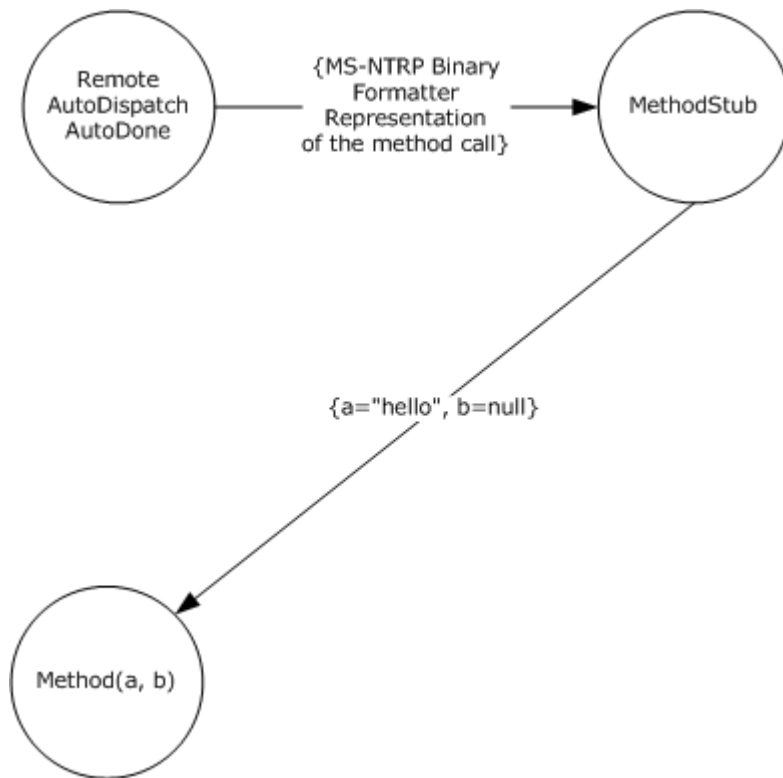 Remote
AutoDispatch
AutoDone
{MS-NTRP Binary
Formatter
Representation
of the method call}
MethodStub
{a="hello", b=null}
Method(a, b)